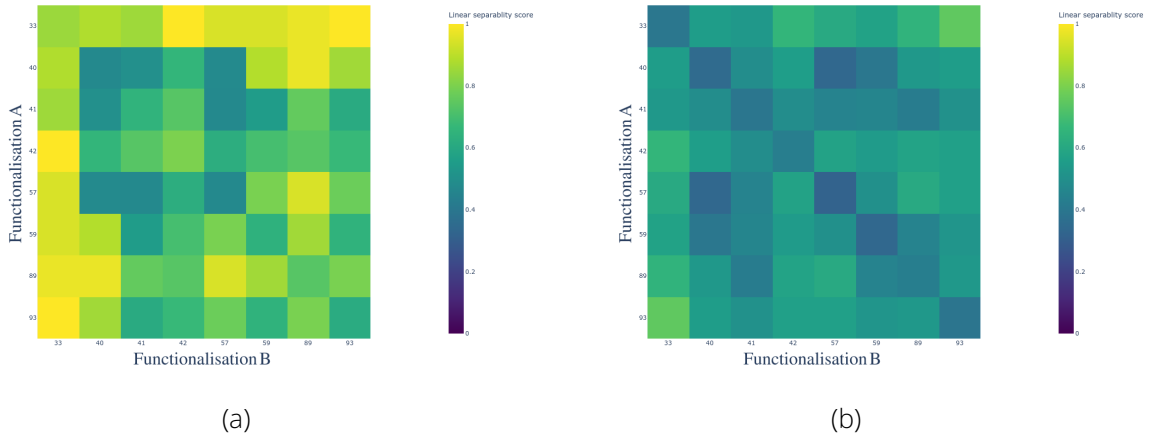 Linear separablity score
1
0.8
0.6
0.4
0.2
0
Functionalisation A
33
40
41
42
57
59
89
93
33 40 41 42 57 59 89 93
Functionalisation B
(a)
Linear separablity score
1
0.8
0.6
0.4
0.2
0
Functionalisation A
33
40
41
42
57
59
89
93
33 40 41 42 57 59 89 93
Functionalisation B
(b)